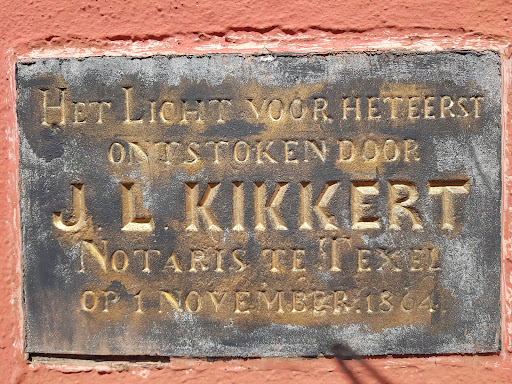 HET LICHT VOOR HET EERST
ONTSTOKEN DOOR
J. L. KIKKERT
NOTARIS TE TEXEL
OP 1 NOVEMBER. 1864.